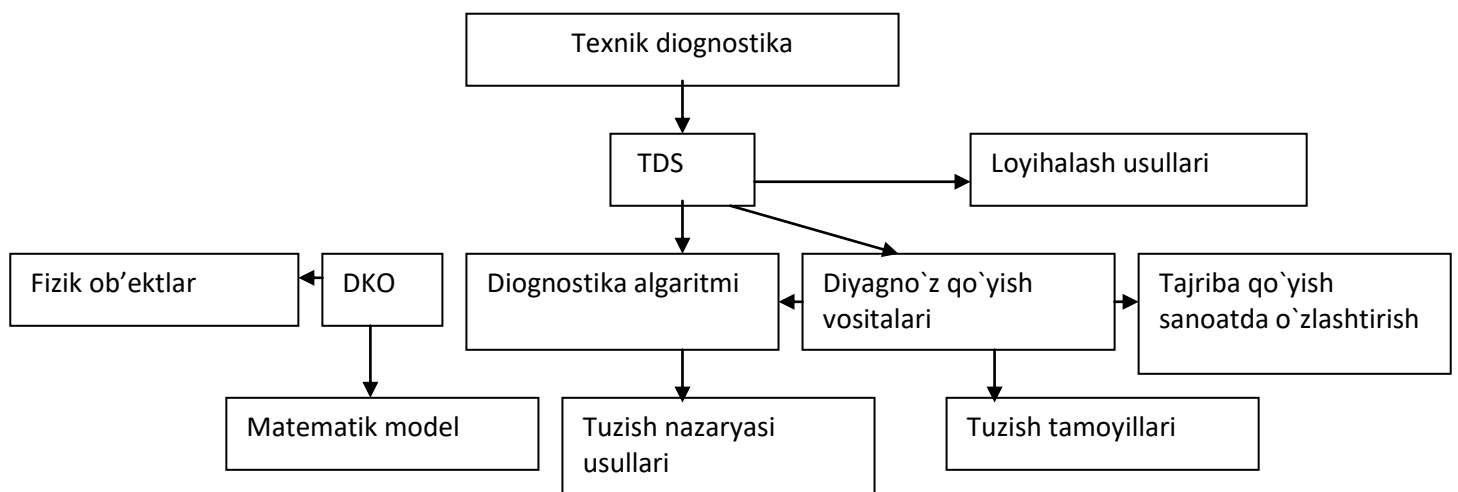 Texnik diognostika
TDS
Loyihalash usullari
Fizik ob’ektlar
DKO
Diognostika algaritmi
Diyagno`z qo`yish
vositalari
Tajriba qo`yish
sanoatda o`zlashtirish
Matematik model
Tuzish nazaryasi
usullari
Tuzish tamoyillari